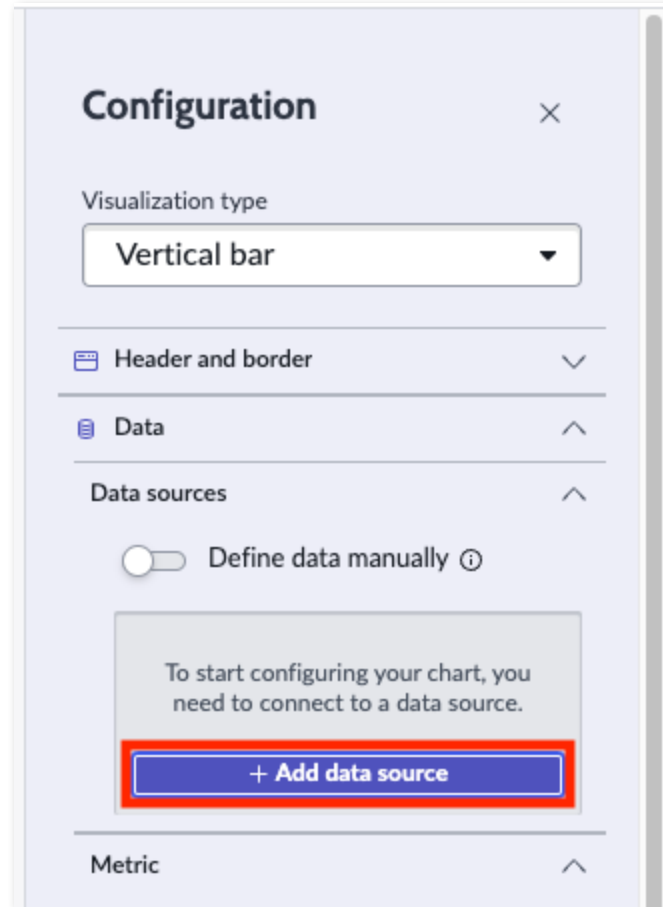 Configuration
Visualization type
Vertical bar
Header and border
Data
Data sources
Define data manually
To start configuring your chart, you
need to connect to a data source.
+ Add data source
Metric